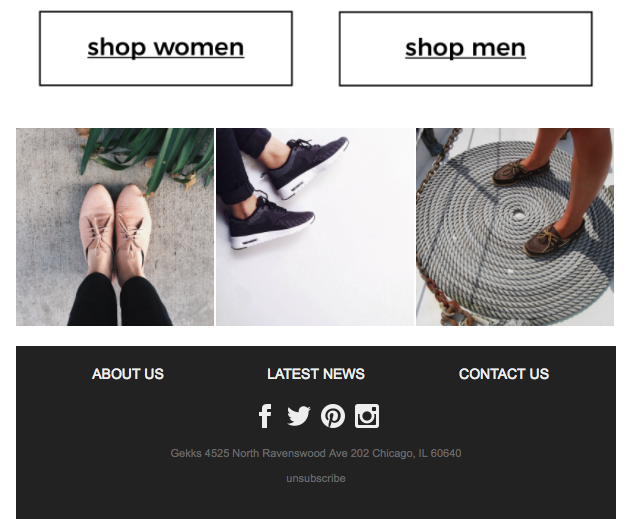 shop women
shop men
ABOUT US
LATEST NEWS
CONTACT US
Gekks 4525 North Ravenswood Ave 202 Chicago, IL 60640
unsubscribe